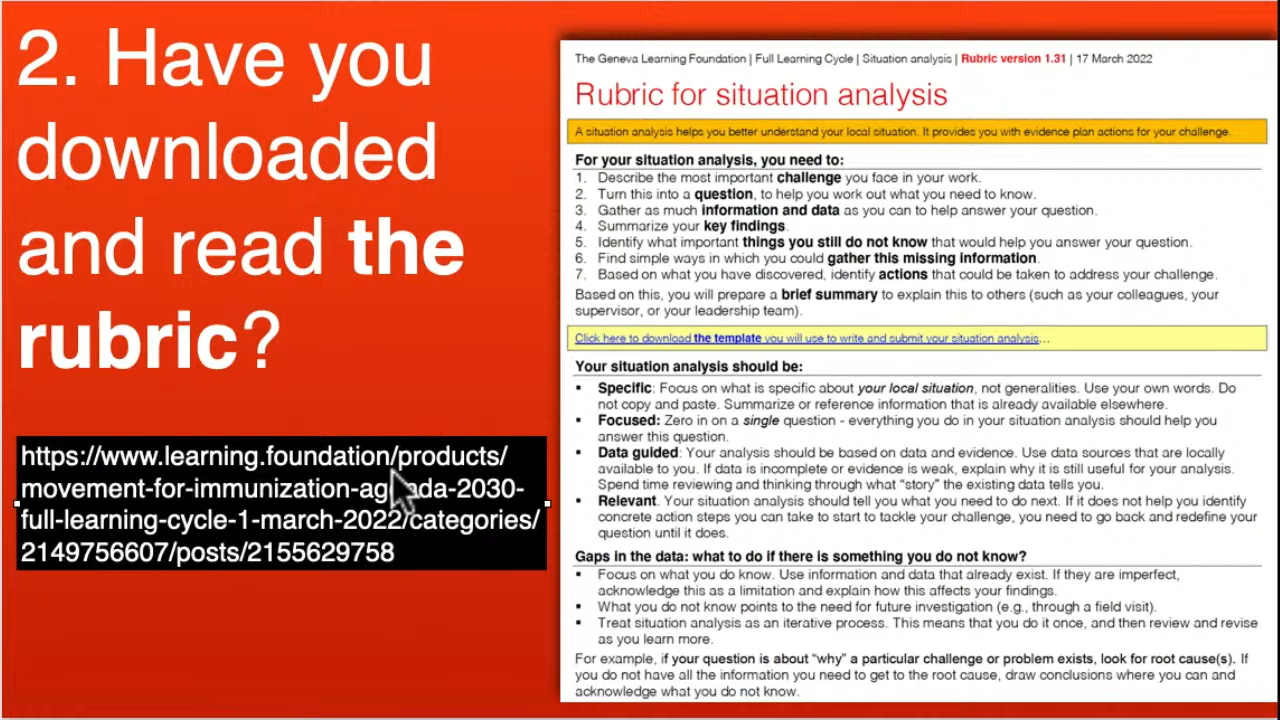 2. Have you
downloaded
and read the
rubric?
https://www.learning.foundation/products/
movement-for-immunization-agenda-2030-
full-learning-cycle-1-march-2022/categories/
2149756607/posts/2155629758
The Geneva Learning Foundation | Full Learning Cycle | Situation analysis | Rubric version 1.31 | 17 March 2022
Rubric for situation analysis
A situation analysis helps you better understand your local situation. It provides you with evidence plan actions for your challenge.
For your situation analysis, you need to:
1. Describe the most important challenge you face in your work.
2. Turn this into a question, to help you work out what you need to know.
3. Gather as much information and data as you can to help answer your question.
4. Summarize your key findings.
5. Identify what important things you still do not know that would help you answer your question.
6. Find simple ways in which you could gather this missing information.
7. Based on what you have discovered, identify actions that could be taken to address your challenge.
Based on this, you will prepare a brief summary to explain this to others (such as your colleagues, your
supervisor, or your leadership team).
Click here to download the template you will use to write and submit your situation analysis...
Your situation analysis should be:
▪ Specific: Focus on what is specific about your local situation, not generalities. Use your own words. Do
not copy and paste. Summarize or reference information that is already available elsewhere.
▪ Focused: Zero in on a single question - everything you do in your situation analysis should help you
answer this question.
▪ Data guided: Your analysis should be based on data and evidence. Use data sources that are locally
available to you. If data is incomplete or evidence is weak, explain why it is still useful for your analysis.
Spend time reviewing and thinking through what “story” the existing data tells you.
▪ Relevant. Your situation analysis should tell you what you need to do next. If it does not help you identify
concrete action steps you can take to start to tackle your challenge, you need to go back and redefine your
question until it does.
Gaps in the data: what to do if there is something you do not know?
▪ Focus on what you do know. Use information and data that already exist. If they are imperfect,
acknowledge this as a limitation and explain how this affects your findings.
▪ What you do not know points to the need for future investigation (e.g., through a field visit).
▪ Treat situation analysis as an iterative process. This means that you do it once, and then review and revise
as you learn more.
For example, if your question is about “why” a particular challenge or problem exists, look for root cause(s). If
you do not have all the information you need to get to the root cause, draw conclusions where you can and
acknowledge what you do not know.